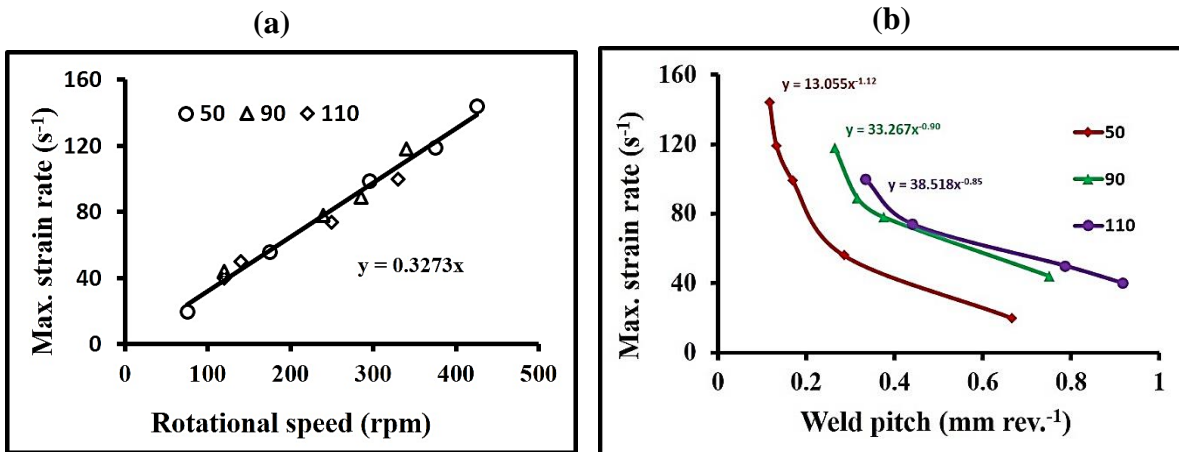 (a)
Max. strain rate (s⁻¹)
160
120
80
40
0
50 90 110
y = 0.3273x
0 100 200 300 400 500
Rotational speed (rpm)
(b)
Max. strain rate (s⁻¹)
160
120
80
40
0
y = 13.055x⁻¹·¹²
y = 33.267x⁻⁰·⁹⁰
y = 38.518x⁻⁰·⁸⁵
50
90
110
0 0.2 0.4 0.6 0.8 1
Weld pitch (mm rev.⁻¹)